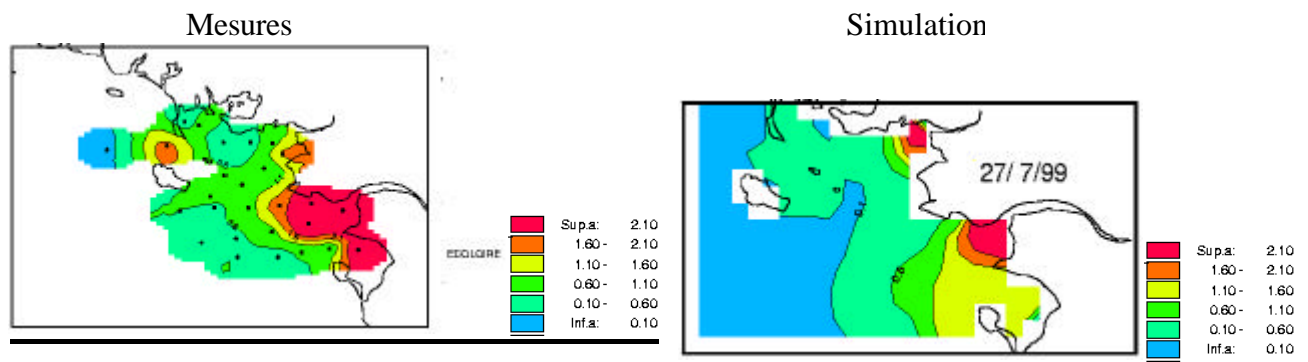 Mesures
Simulation
ECOLOIRE
Sup.a: 2.10
1.60 - 2.10
1.10 - 1.60
0.60 - 1.10
0.10 - 0.60
Inf.a: 0.10
27/ 7/99
Sup.a: 2.10
1.60 - 2.10
1.10 - 1.60
0.60 - 1.10
0.10 - 0.60
Inf.a: 0.10